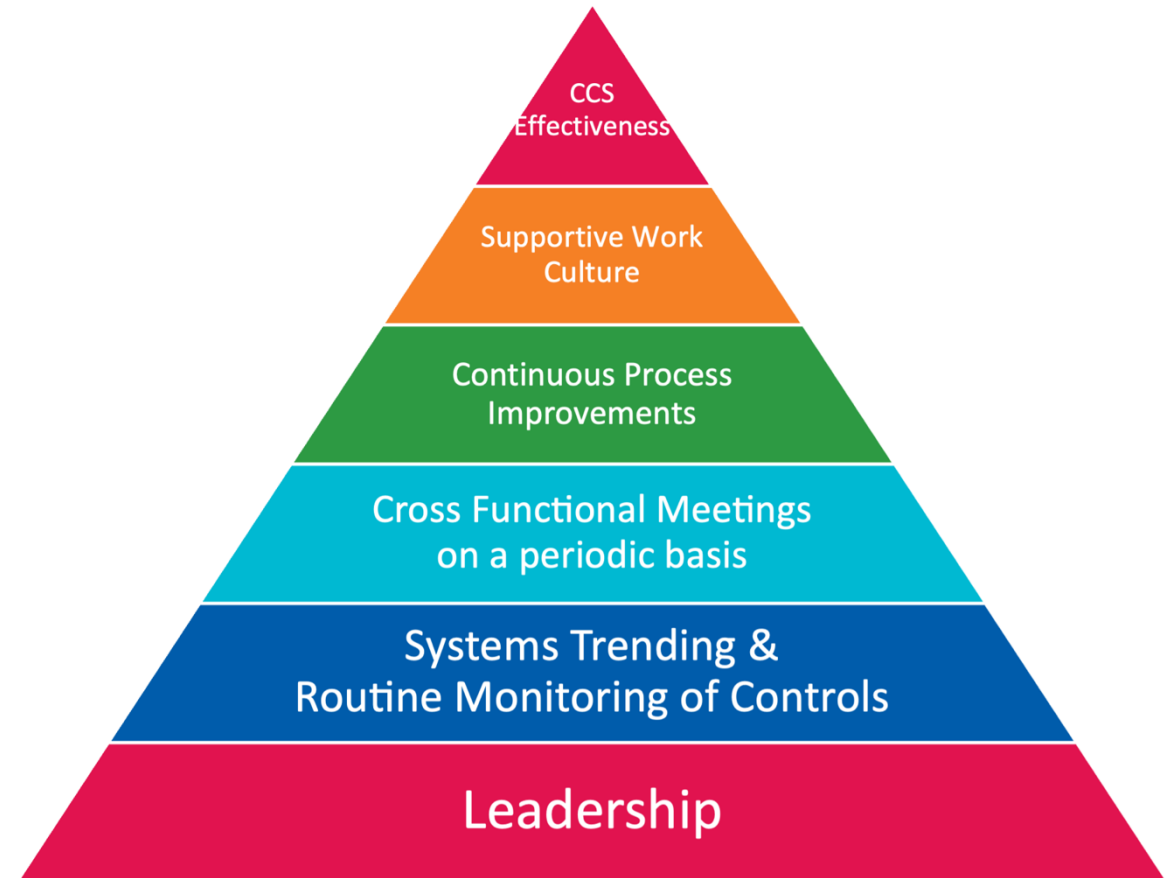 CCS
Effectiveness
Supportive Work
Culture
Continuous Process
Improvements
Cross Functional Meetings
on a periodic basis
Systems Trending &
Routine Monitoring of Controls
Leadership